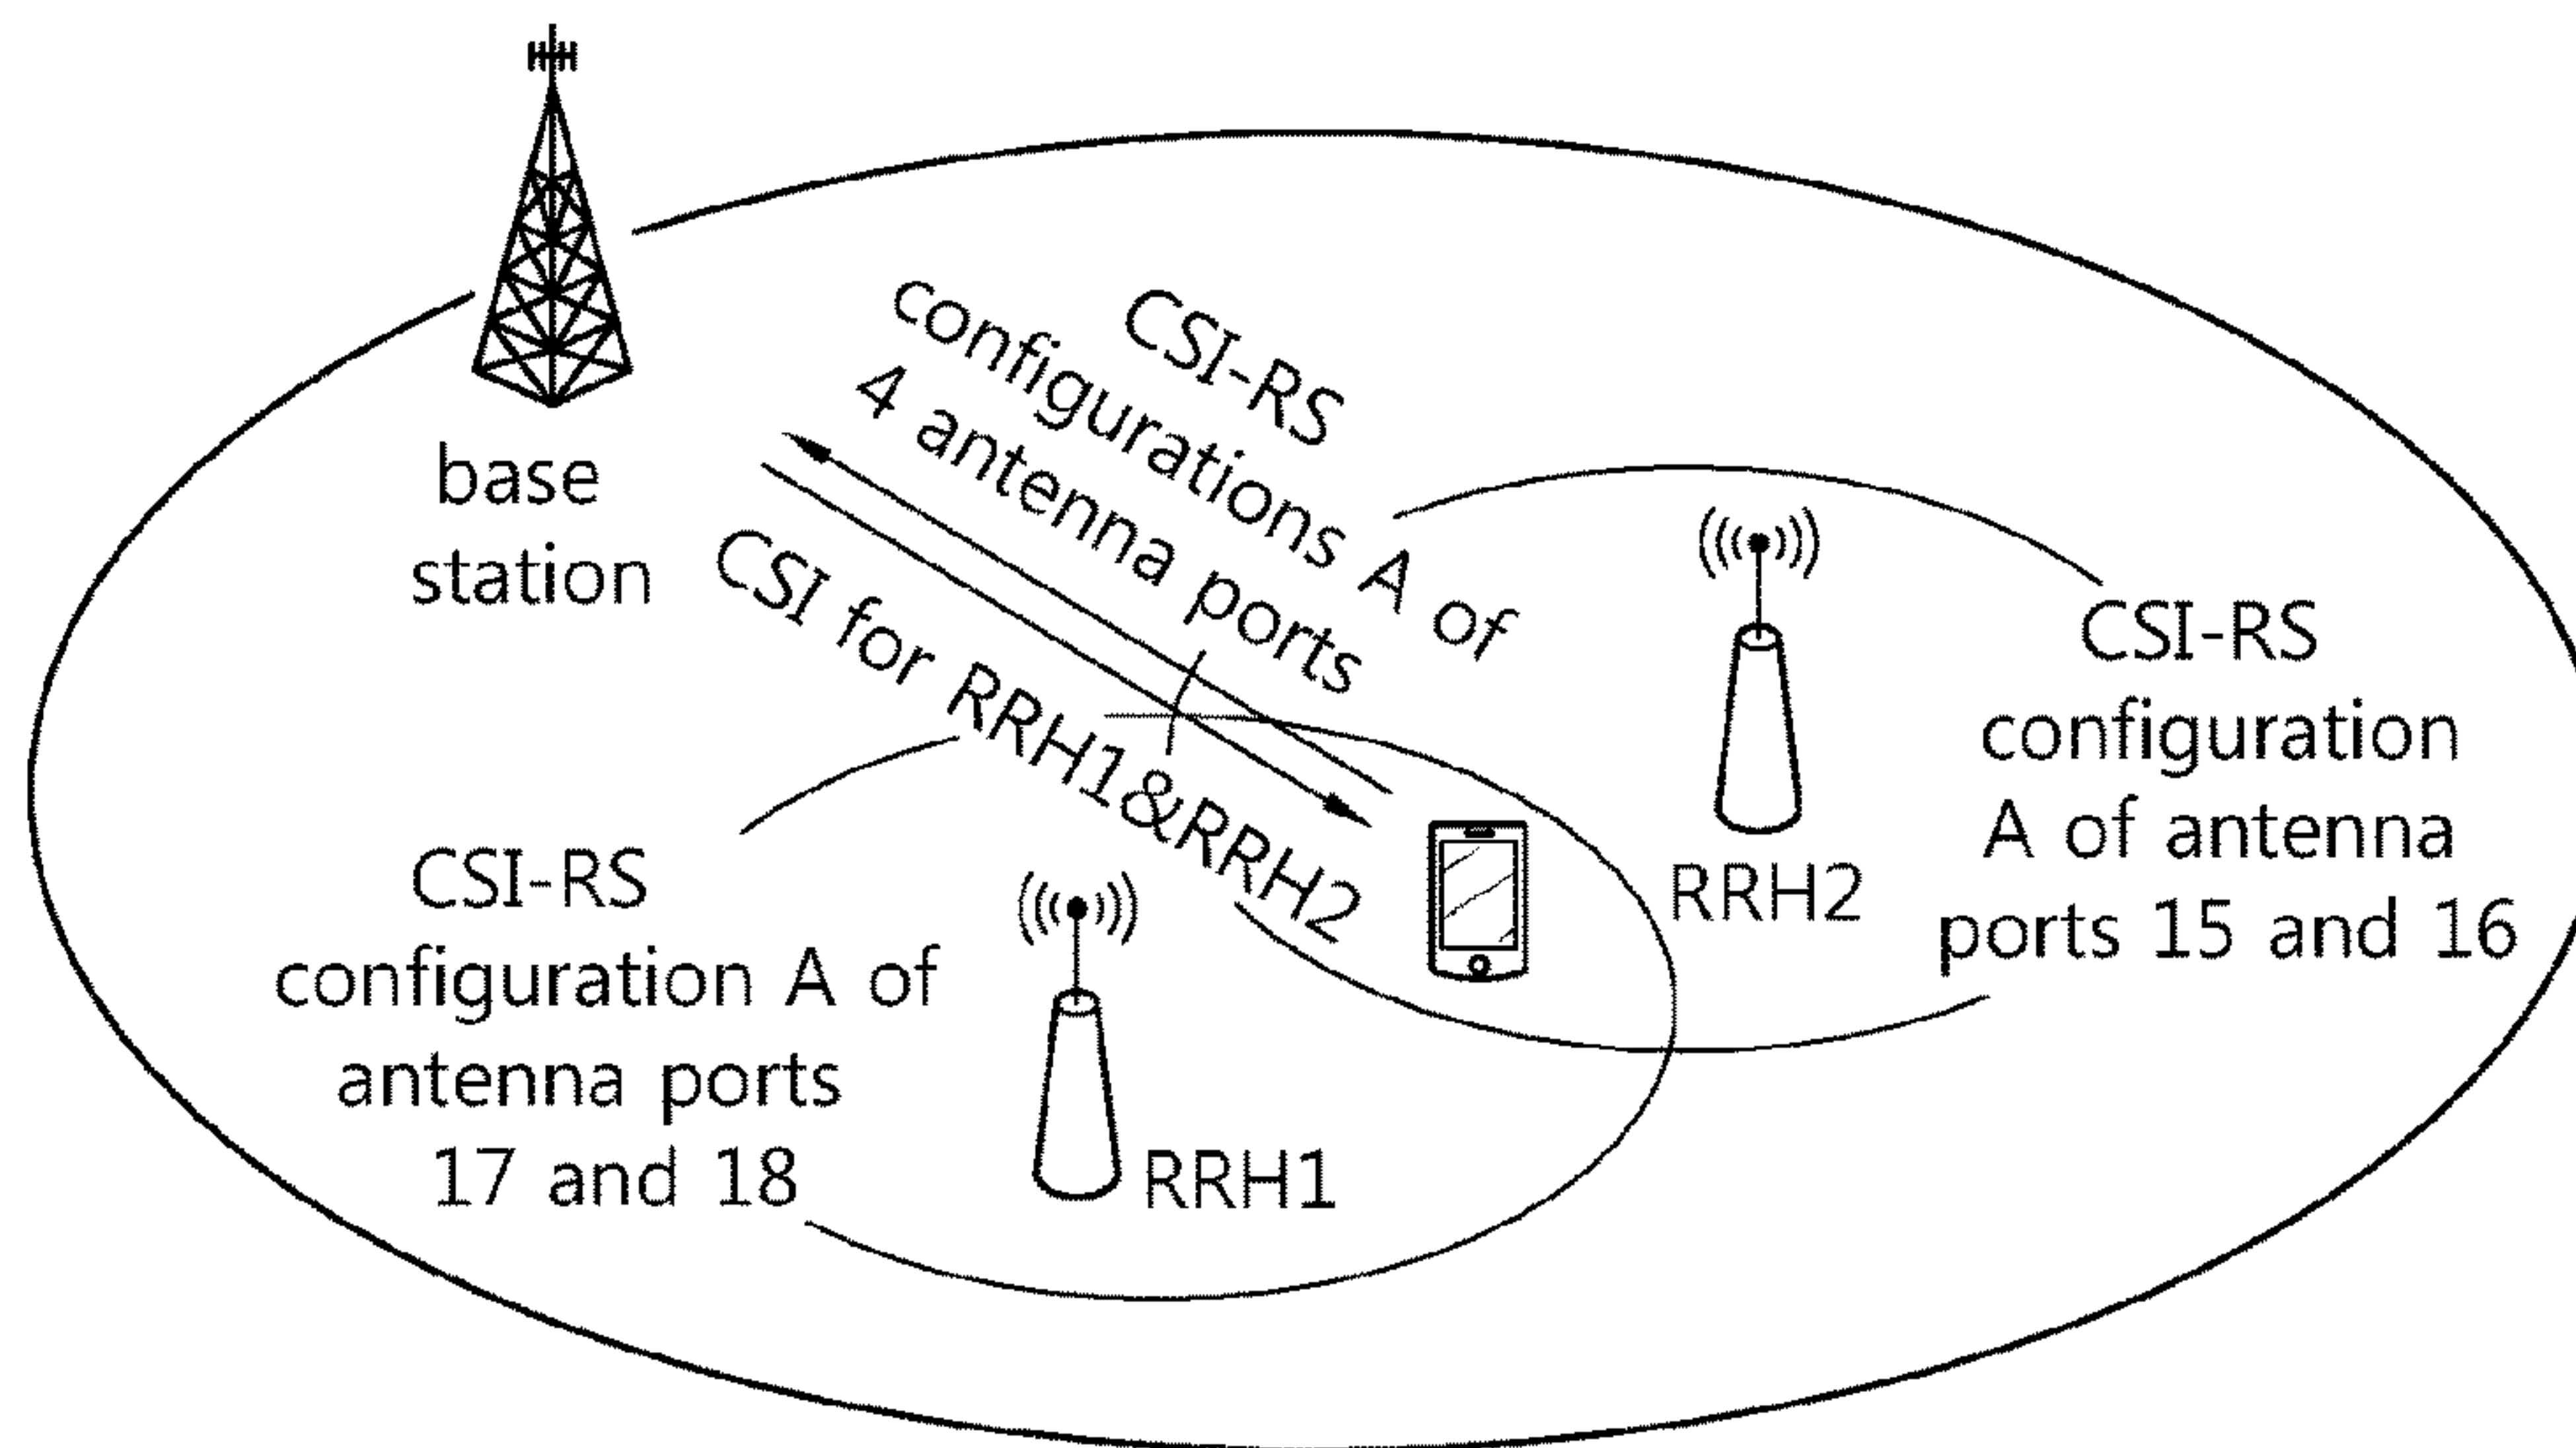 base
station
CSI-RS
configurations A of
4 antenna ports
CSI for RRH1&RRH2
RRH2
CSI-RS
configuration
A of antenna
ports 15 and 16
CSI-RS
configuration A of
antenna ports
17 and 18
RRH1